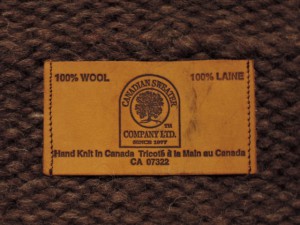 100% WOOL
100% LAINE
CANADIAN SWEATER
TM
COMPANY LTD.
SINCE 1977
Hand Knit in Canada Tricoté à la Main au Canada
CA 07322